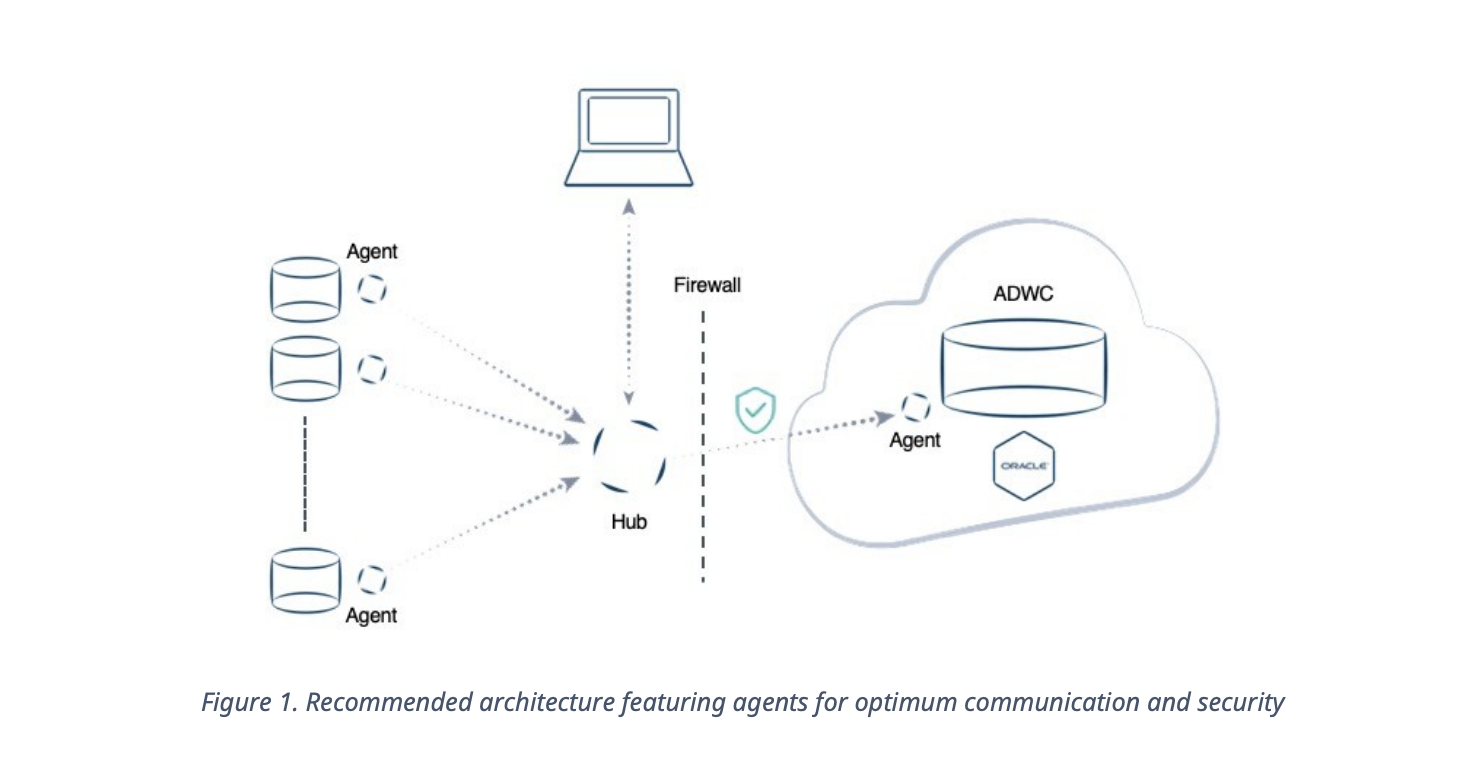 Agent
Firewall
ADWC
Agent
ORACLE
Hub
Agent
Figure 1. Recommended architecture featuring agents for optimum communication and security